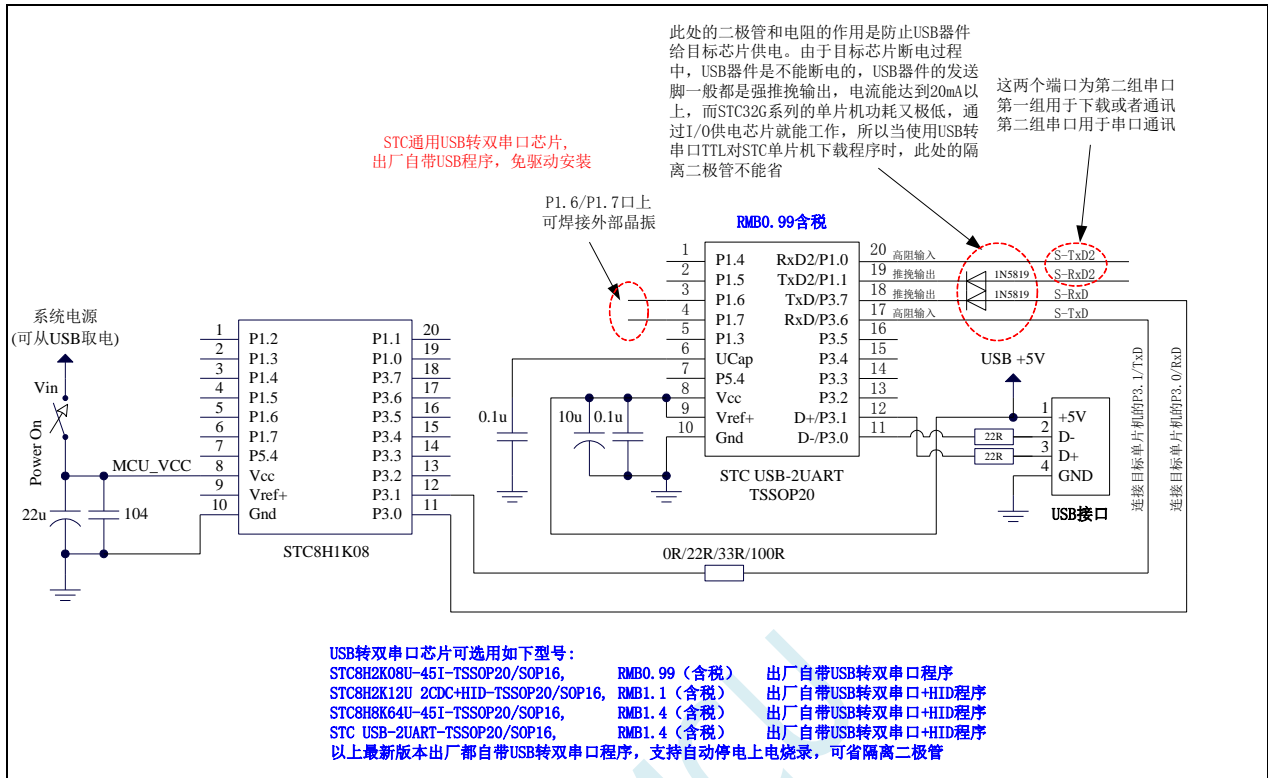 此处的二极管和电阻的作用是防止USB器件
给目标芯片供电。由于目标芯片断电过程
中，USB器件是不能断电的，USB器件的发送
脚一般都是强推挽输出，电流能达到20mA以
上，而STC32G系列的单片机功耗又极低，通
过I/O供电芯片就能工作，所以当使用USB转
串口TTL对STC单片机下载程序时，此处的隔
离二极管不能省
这两个端口为第二组串口
第一组用于下载或者通讯
第二组串口用于串口通讯
STC通用USB转双串口芯片，
出厂自带USB程序，免驱动安装
P1.6/P1.7口上
可焊接外部晶振
RMB0.99含税
1 P1.4 RxD2/P1.0 20 高阻输入 S-TxD2
2 P1.5 TxD2/P1.1 19 推挽输出 1N5819 S-RxD2
3 P1.6 TxD/P3.7 18 推挽输出 1N5819 S-RxD
4 P1.7 RxD/P3.6 17 高阻输入 S-TxD
5 P1.3 P3.5 16
6 UCap P3.4 15
7 P5.4 P3.3 14
8 Vcc P3.2 13
9 Vref+ D+/P3.1 12
10 Gnd D-/P3.0 11
STC USB-2UART
TSSOP20
0.1u
10u
0.1u
USB +5V
1 +5V
2 D-
3 D+
4 GND
22R
22R
USB接口
连接目标单片机的P3.1/TxD
连接目标单片机的P3.0/RxD
系统电源
(可从USB取电)
Vin
Power On
MCU_VCC
22u
104
1 P1.2 P1.1 20
2 P1.3 P1.0 19
3 P1.4 P3.7 18
4 P1.5 P3.6 17
5 P1.6 P3.5 16
6 P1.7 P3.4 15
7 P5.4 P3.3 14
8 Vcc P3.2 13
9 Vref+ P3.1 12
10 Gnd P3.0 11
STC8H1K08
0R/22R/33R/100R
USB转双串口芯片可选用如下型号：
STC8H2K08U-45I-TSSOP20/SOP16, RMB0.99（含税） 出厂自带USB转双串口程序
STC8H2K12U 2CDC+HID-TSSOP20/SOP16, RMB1.1（含税） 出厂自带USB转双串口+HID程序
STC8H8K64U-45I-TSSOP20/SOP16, RMB1.4（含税） 出厂自带USB转双串口+HID程序
STC USB-2UART-TSSOP20/SOP16, RMB1.4（含税） 出厂自带USB转双串口+HID程序
以上最新版本出厂都自带USB转双串口程序，支持自动停电上电烧录，可省隔离二极管